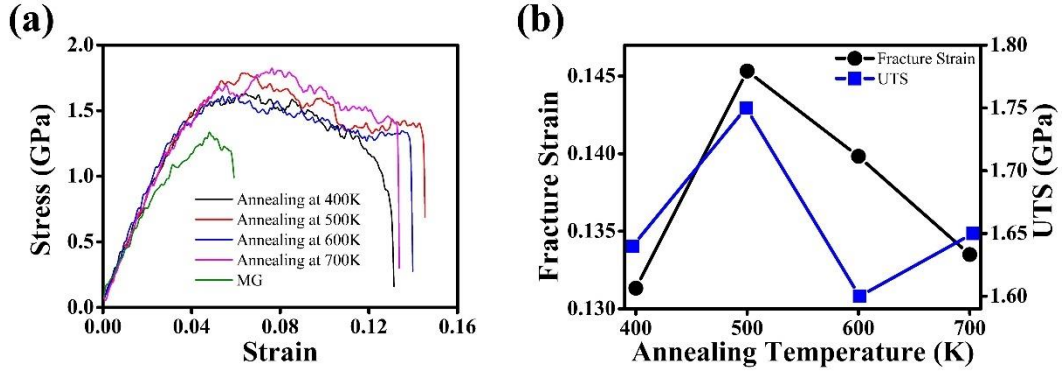 (a)
2.0
1.5
1.0
0.5
0.0
Stress (GPa)
Annealing at 400K
Annealing at 500K
Annealing at 600K
Annealing at 700K
MG
0.00 0.04 0.08 0.12 0.16
Strain
(b)
0.145
0.140
0.135
0.130
Fracture Strain
Fracture Strain
UTS
1.80
1.75
1.70
1.65
1.60
UTS (GPa)
400 500 600 700
Annealing Temperature (K)